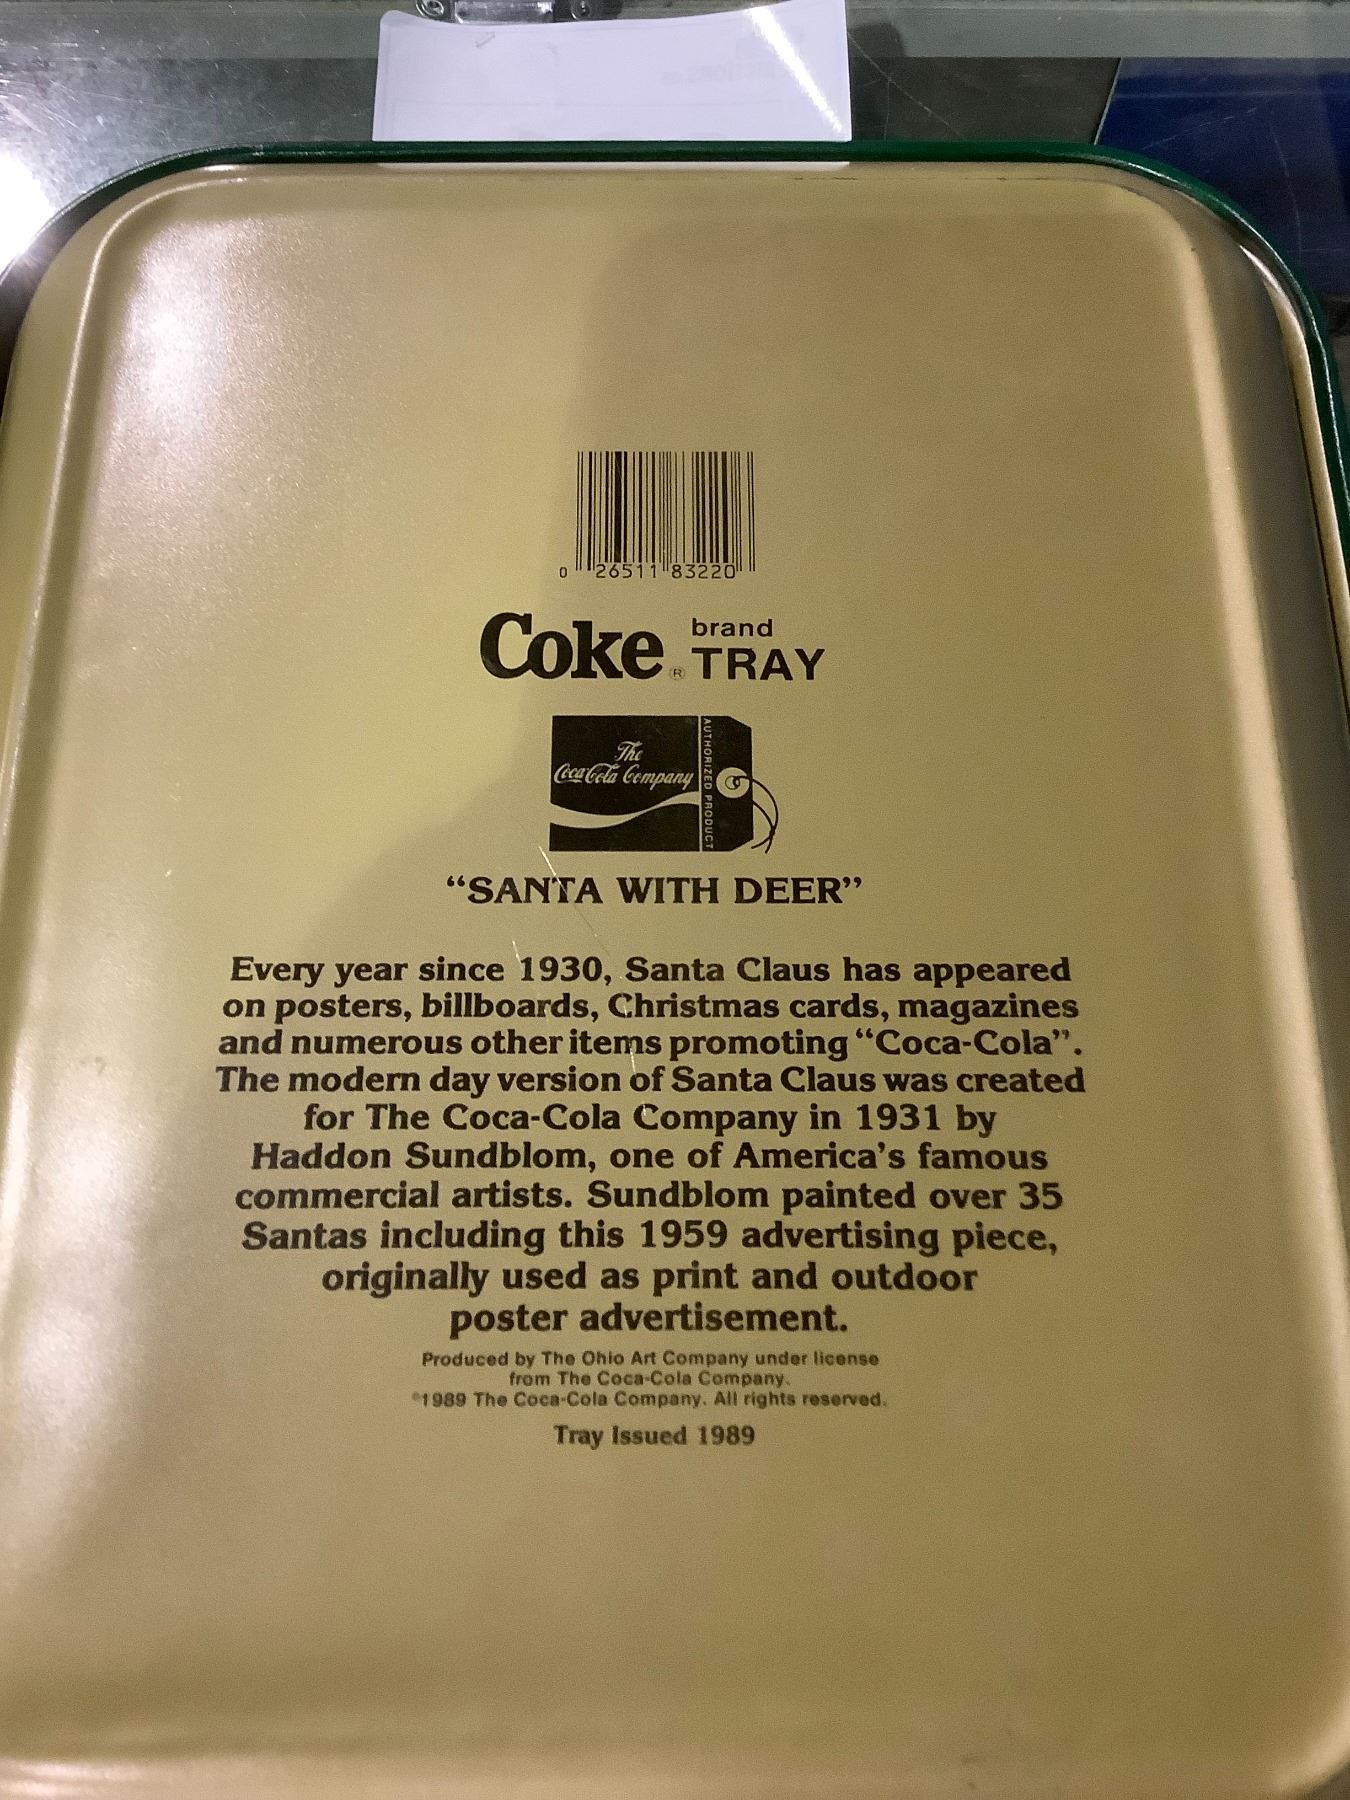 0 26511 83220
Coke® brand
TRAY
The
Coca-Cola Company
AUTHORIZED PRODUCT
“SANTA WITH DEER”
Every year since 1930, Santa Claus has appeared
on posters, billboards, Christmas cards, magazines
and numerous other items promoting “Coca-Cola”.
The modern day version of Santa Claus was created
for The Coca-Cola Company in 1931 by
Haddon Sundblom, one of America’s famous
commercial artists. Sundblom painted over 35
Santas including this 1959 advertising piece,
originally used as print and outdoor
poster advertisement.
Produced by The Ohio Art Company under license
from The Coca-Cola Company.
©1989 The Coca-Cola Company. All rights reserved.
Tray Issued 1989